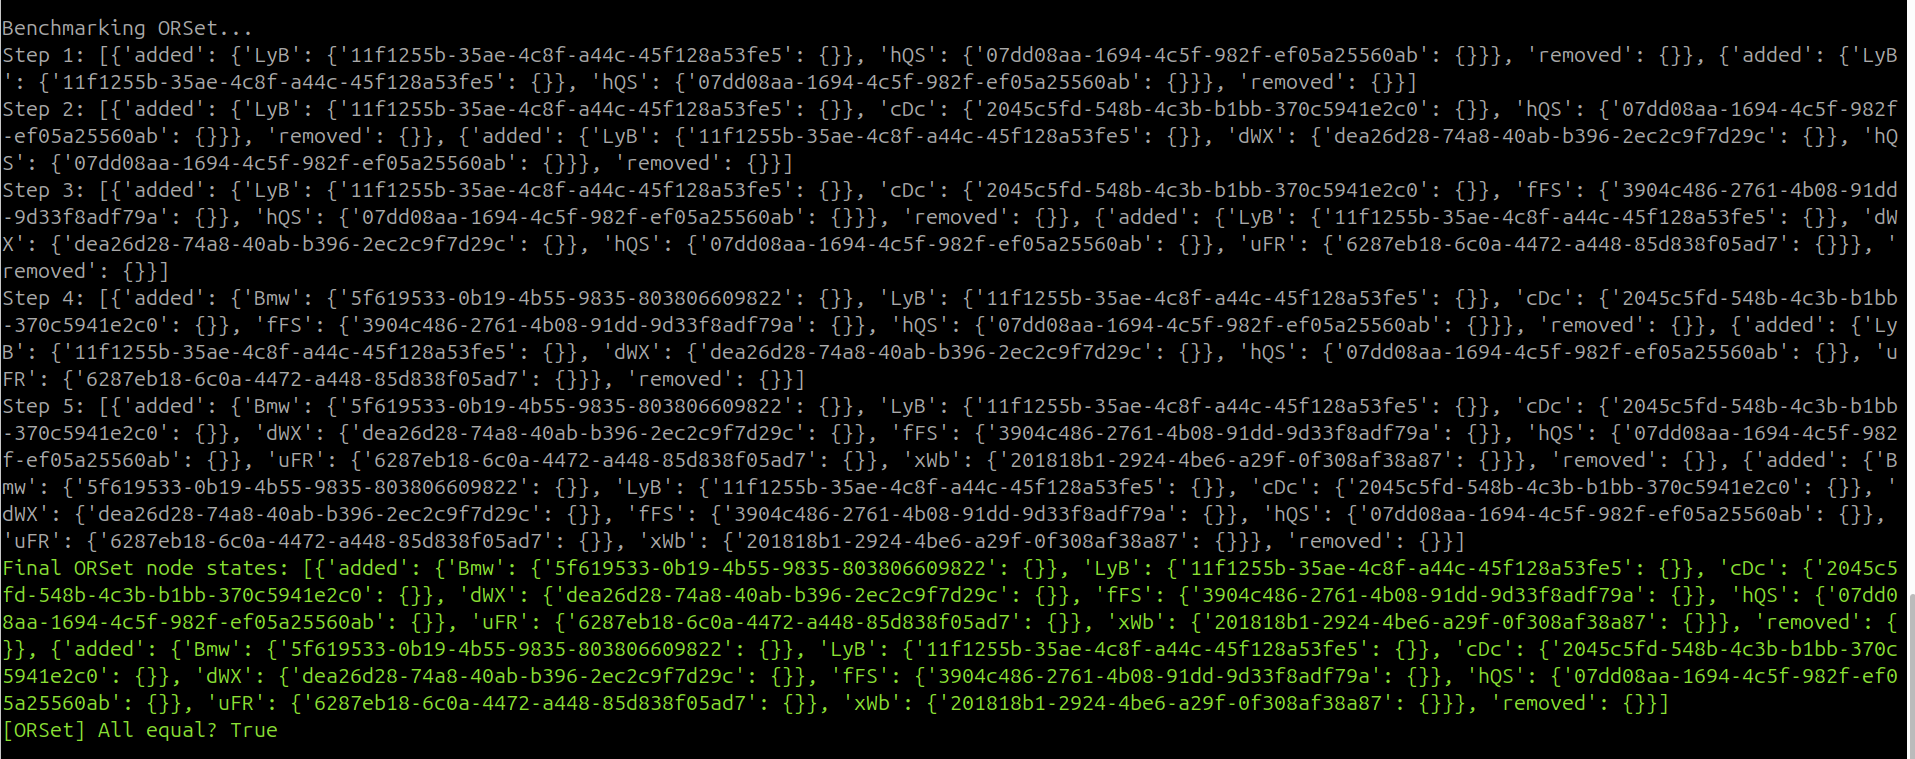 Benchmarking ORSet...
Step 1: [{'added': {'LyB': {'11f1255b-35ae-4c8f-a44c-45f128a53fe5': {}}, 'hQS': {'07dd08aa-1694-4c5f-982f-ef05a25560ab': {}}}, 'removed': {}}, {'added': {'LyB
': {'11f1255b-35ae-4c8f-a44c-45f128a53fe5': {}}, 'hQS': {'07dd08aa-1694-4c5f-982f-ef05a25560ab': {}}}, 'removed': {}}]
Step 2: [{'added': {'LyB': {'11f1255b-35ae-4c8f-a44c-45f128a53fe5': {}}, 'cDc': {'2045c5fd-548b-4c3b-b1bb-370c5941e2c0': {}}, 'hQS': {'07dd08aa-1694-4c5f-982f
-ef05a25560ab': {}}}, 'removed': {}}, {'added': {'LyB': {'11f1255b-35ae-4c8f-a44c-45f128a53fe5': {}}, 'dWX': {'dea26d28-74a8-40ab-b396-2ec2c9f7d29c': {}}, 'hQ
S': {'07dd08aa-1694-4c5f-982f-ef05a25560ab': {}}}, 'removed': {}}]
Step 3: [{'added': {'LyB': {'11f1255b-35ae-4c8f-a44c-45f128a53fe5': {}}, 'cDc': {'2045c5fd-548b-4c3b-b1bb-370c5941e2c0': {}}, 'fFS': {'3904c486-2761-4b08-91dd
-9d33f8adf79a': {}}, 'hQS': {'07dd08aa-1694-4c5f-982f-ef05a25560ab': {}}}, 'removed': {}}, {'added': {'LyB': {'11f1255b-35ae-4c8f-a44c-45f128a53fe5': {}}, 'dW
X': {'dea26d28-74a8-40ab-b396-2ec2c9f7d29c': {}}, 'hQS': {'07dd08aa-1694-4c5f-982f-ef05a25560ab': {}}, 'uFR': {'6287eb18-6c0a-4472-a448-85d838f05ad7': {}}}, '
removed': {}}]
Step 4: [{'added': {'Bmw': {'5f619533-0b19-4b55-9835-803806609822': {}}, 'LyB': {'11f1255b-35ae-4c8f-a44c-45f128a53fe5': {}}, 'cDc': {'2045c5fd-548b-4c3b-b1bb
-370c5941e2c0': {}}, 'fFS': {'3904c486-2761-4b08-91dd-9d33f8adf79a': {}}, 'hQS': {'07dd08aa-1694-4c5f-982f-ef05a25560ab': {}}}, 'removed': {}}, {'added': {'Ly
B': {'11f1255b-35ae-4c8f-a44c-45f128a53fe5': {}}, 'dWX': {'dea26d28-74a8-40ab-b396-2ec2c9f7d29c': {}}, 'hQS': {'07dd08aa-1694-4c5f-982f-ef05a25560ab': {}}, 'u
FR': {'6287eb18-6c0a-4472-a448-85d838f05ad7': {}}}, 'removed': {}}]
Step 5: [{'added': {'Bmw': {'5f619533-0b19-4b55-9835-803806609822': {}}, 'LyB': {'11f1255b-35ae-4c8f-a44c-45f128a53fe5': {}}, 'cDc': {'2045c5fd-548b-4c3b-b1bb
-370c5941e2c0': {}}, 'dWX': {'dea26d28-74a8-40ab-b396-2ec2c9f7d29c': {}}, 'fFS': {'3904c486-2761-4b08-91dd-9d33f8adf79a': {}}, 'hQS': {'07dd08aa-1694-4c5f-982
f-ef05a25560ab': {}}, 'uFR': {'6287eb18-6c0a-4472-a448-85d838f05ad7': {}}, 'xWb': {'201818b1-2924-4be6-a29f-0f308af38a87': {}}}, 'removed': {}}, {'added': {'B
mw': {'5f619533-0b19-4b55-9835-803806609822': {}}, 'LyB': {'11f1255b-35ae-4c8f-a44c-45f128a53fe5': {}}, 'cDc': {'2045c5fd-548b-4c3b-b1bb-370c5941e2c0': {}}, '
dWX': {'dea26d28-74a8-40ab-b396-2ec2c9f7d29c': {}}, 'fFS': {'3904c486-2761-4b08-91dd-9d33f8adf79a': {}}, 'hQS': {'07dd08aa-1694-4c5f-982f-ef05a25560ab': {}},
'uFR': {'6287eb18-6c0a-4472-a448-85d838f05ad7': {}}, 'xWb': {'201818b1-2924-4be6-a29f-0f308af38a87': {}}}, 'removed': {}}]
Final ORSet node states: [{'added': {'Bmw': {'5f619533-0b19-4b55-9835-803806609822': {}}, 'LyB': {'11f1255b-35ae-4c8f-a44c-45f128a53fe5': {}}, 'cDc': {'2045c5
fd-548b-4c3b-b1bb-370c5941e2c0': {}}, 'dWX': {'dea26d28-74a8-40ab-b396-2ec2c9f7d29c': {}}, 'fFS': {'3904c486-2761-4b08-91dd-9d33f8adf79a': {}}, 'hQS': {'07dd0
8aa-1694-4c5f-982f-ef05a25560ab': {}}, 'uFR': {'6287eb18-6c0a-4472-a448-85d838f05ad7': {}}, 'xWb': {'201818b1-2924-4be6-a29f-0f308af38a87': {}}}, 'removed': {
}}, {'added': {'Bmw': {'5f619533-0b19-4b55-9835-803806609822': {}}, 'LyB': {'11f1255b-35ae-4c8f-a44c-45f128a53fe5': {}}, 'cDc': {'2045c5fd-548b-4c3b-b1bb-370c
5941e2c0': {}}, 'dWX': {'dea26d28-74a8-40ab-b396-2ec2c9f7d29c': {}}, 'fFS': {'3904c486-2761-4b08-91dd-9d33f8adf79a': {}}, 'hQS': {'07dd08aa-1694-4c5f-982f-ef0
5a25560ab': {}}, 'uFR': {'6287eb18-6c0a-4472-a448-85d838f05ad7': {}}, 'xWb': {'201818b1-2924-4be6-a29f-0f308af38a87': {}}}, 'removed': {}}]
[ORSet] All equal? True